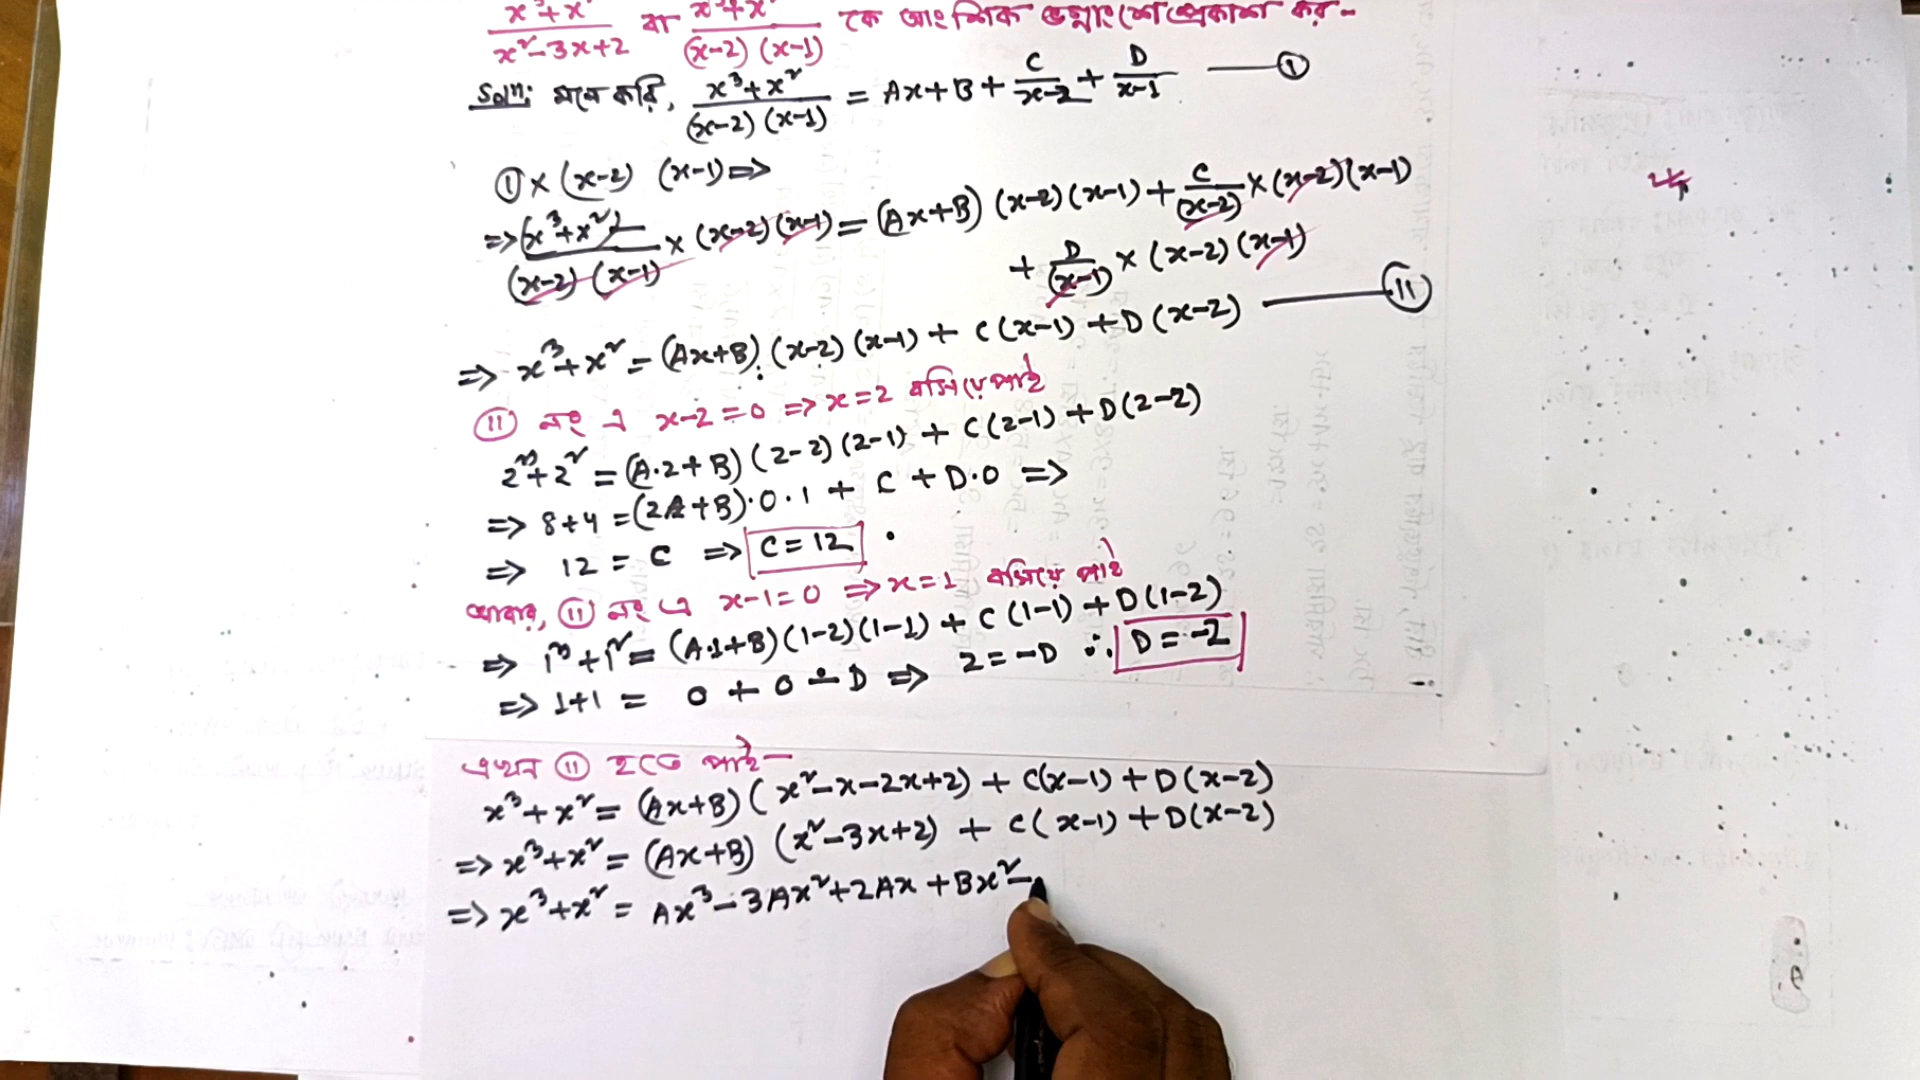 x³+x² / x²-3x+2 বা x³+x² / (x-2) (x-1) কে আংশিক ভগ্নাংশে প্রকাশ কর-
Soln: মনে করি, x³+x² / (x-2) (x-1) = Ax+B + C/x-2 + D/x-1 —— ①
① × (x-2) (x-1) ⇒
⇒ (x³+x²) / (x-2) (x-1) × (x-2) (x-1) = (Ax+B) (x-2) (x-1) + C/(x-2) × (x-2) (x-1)
+ D/(x-1) × (x-2) (x-1)
⇒ x³+x² = (Ax+B) (x-2) (x-1) + C(x-1) + D(x-2) —— ⑪
⑪ নং এ x-2=0 ⇒ x=2 বসিয়ে পাই
2³+2² = (A·2+B) (2-2) (2-1) + C(2-1) + D(2-2)
⇒ 8+4 = (2A+B)·0·1 + C + D·0 ⇒
⇒ 12 = C ⇒ C=12
আবার, ⑪ নং এ x-1=0 ⇒ x=1 বসিয়ে পাই
⇒ 1³+1² = (A·1+B)(1-2)(1-1) + C(1-1) + D(1-2)
⇒ 1+1 = 0 + 0 - D ⇒ 2=-D ∴ D=-2
এখন ⑪ হতে পাই-
x³+x² = (Ax+B) (x²-x-2x+2) + C(x-1) + D(x-2)
⇒ x³+x² = (Ax+B) (x²-3x+2) + C(x-1) + D(x-2)
⇒ x³+x² = Ax³-3Ax²+2Ax+Bx²-